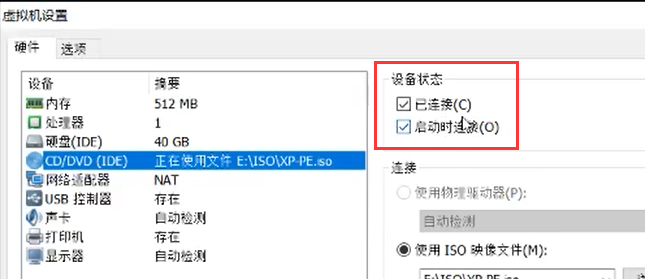 虚拟机设置
硬件 选项
设备 摘要
内存 512 MB
处理器 1
硬盘(IDE) 40 GB
CD/DVD (IDE) 正在使用文件 E:\ISO\XP-PE.iso
网络适配器 NAT
USB 控制器 存在
声卡 自动检测
打印机 存在
显示器 自动检测
设备状态
已连接(C)
启动时连接(O)
连接
使用物理驱动器(P):
自动检测
使用 ISO 映像文件(M):
E:\ISO\XP-PE.iso